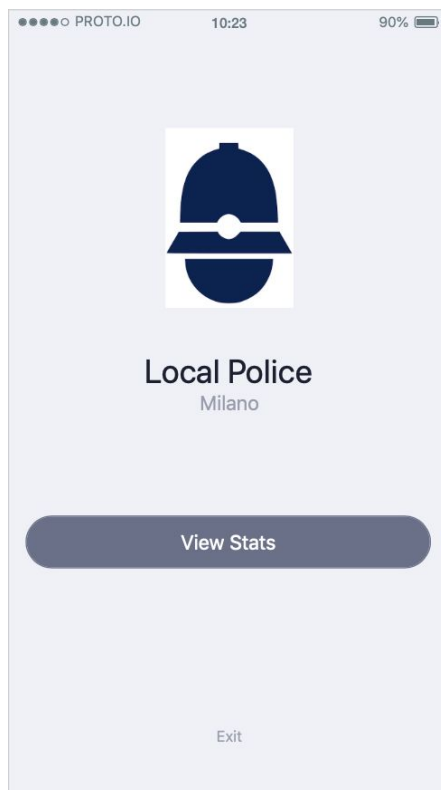 PROTO.IO 10:23 90%
Local Police
Milano
View Stats
Exit